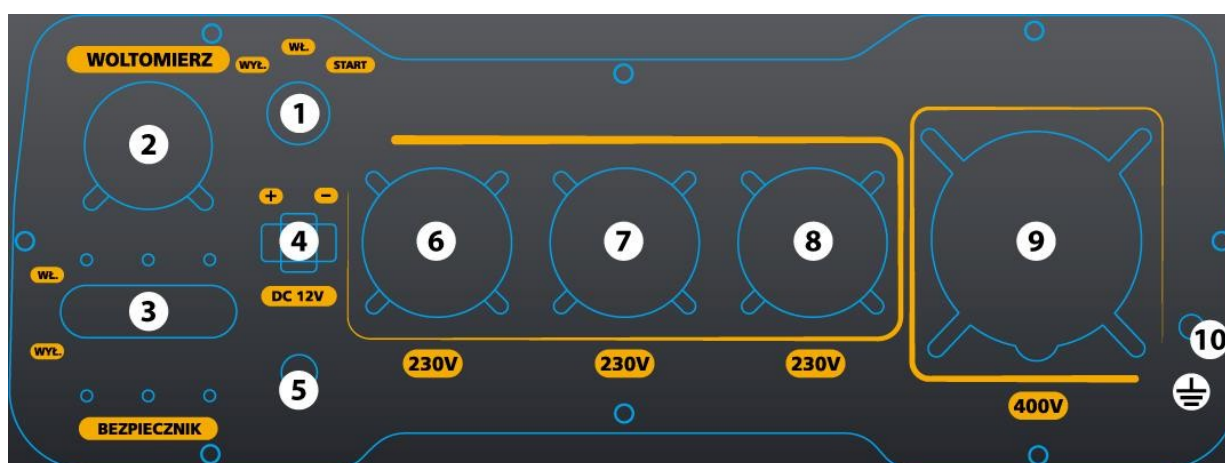 WOLTOMIERZ
WYŁ.
WŁ.
START
1
2
+
-
4
DC 12V
WŁ.
3
WYŁ.
5
BEZPIECZNIK
6
7
8
230V
230V
230V
9
400V
10